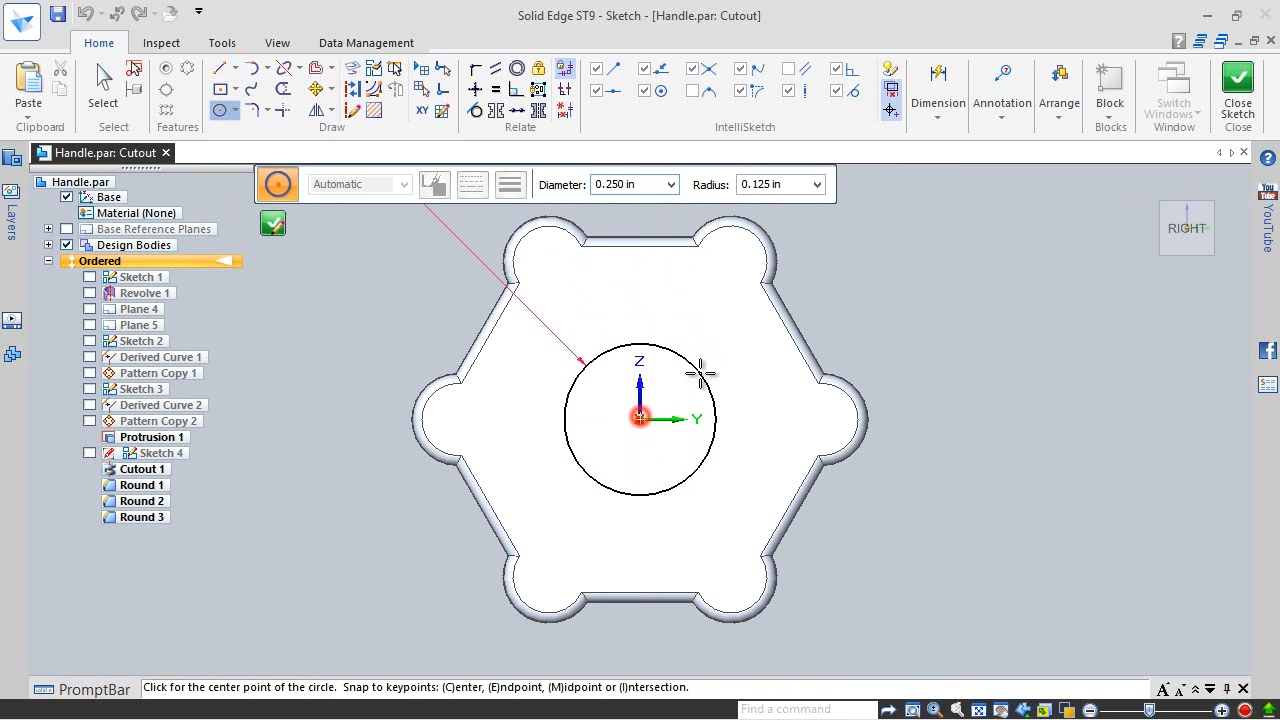 Solid Edge ST9 - Sketch - [Handle.par: Cutout]
Home
Inspect
Tools
View
Data Management
Paste
Clipboard
Select
Select
Features
Draw
Relate
IntelliSketch
Dimension
Annotation
Arrange
Block
Blocks
Switch Windows
Window
Close Sketch
Close
XY
Handle.par: Cutout
Automatic
Diameter:
0.250 in
Radius:
0.125 in
Layers
Handle.par
Base
Material (None)
Base Reference Planes
Design Bodies
Ordered
Sketch 1
Revolve 1
Plane 4
Plane 5
Sketch 2
Derived Curve 1
Pattern Copy 1
Sketch 3
Derived Curve 2
Pattern Copy 2
Protrusion 1
Sketch 4
Cutout 1
Round 1
Round 2
Round 3
Z
Y
RIGHT
You Tube
YouTube
PromptBar
Click for the center point of the circle. Snap to keypoints: (C)enter, (E)ndpoint, (M)idpoint or (I)ntersection.
Find a command